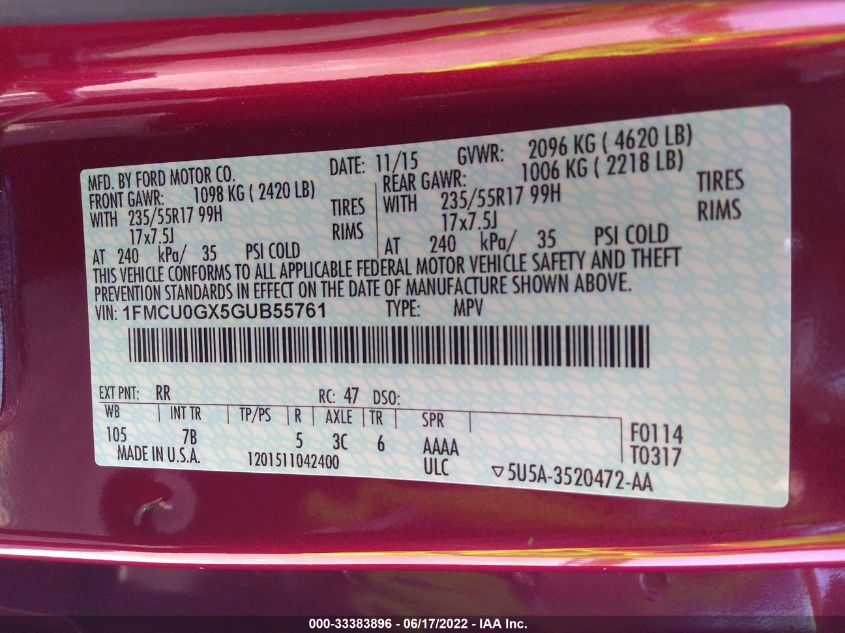 MFD. BY FORD MOTOR CO. DATE: 11/15 GVWR: 2096 KG ( 4620 LB)
FRONT GAWR: 1098 KG ( 2420 LB) REAR GAWR: 1006 KG ( 2218 LB)
WITH 235/55R17 99H TIRES WITH 235/55R17 99H TIRES
17x7.5J RIMS 17x7.5J RIMS
AT 240 kPa/ 35 PSI COLD AT 240 kPa/ 35 PSI COLD
THIS VEHICLE CONFORMS TO ALL APPLICABLE FEDERAL MOTOR VEHICLE SAFETY AND THEFT
PREVENTION STANDARDS IN EFFECT ON THE DATE OF MANUFACTURE SHOWN ABOVE.
VIN: 1FMCU0GX5GUB55761 TYPE: MPV
EXT PNT: RR RC: 47 DSO:
WB INT TR TP/PS R AXLE TR SPR
105 7B 5 3C 6 AAAA F0114
MADE IN U.S.A. 1201511042400 ULC T0317
▽5U5A-3520472-AA
000-33383896 - 06/17/2022 - IAA Inc.